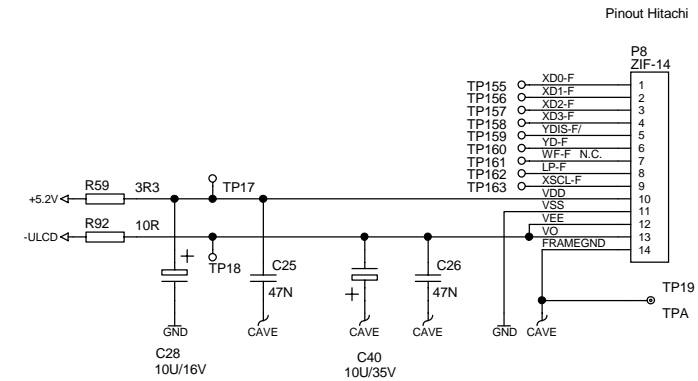 Pinout Hitachi
P8
ZIF-14
TP155 XD0-F 1
TP156 XD1-F 2
TP157 XD2-F 3
TP158 XD3-F 4
TP159 YDIS-F/ 5
TP160 YD-F 6
TP161 WF-F N.C. 7
TP162 LP-F 8
TP163 XSCL-F 9
VDD 10
VSS 11
VEE 12
VO 13
FRAMEGND 14
+5.2V R59 3R3 TP17
-ULCD R92 10R TP18
+ C25 47N
+ C26 47N
TP19
TPA
GND CAVE CAVE CAVE GND CAVE
C28
10U/16V
C40
10U/35V